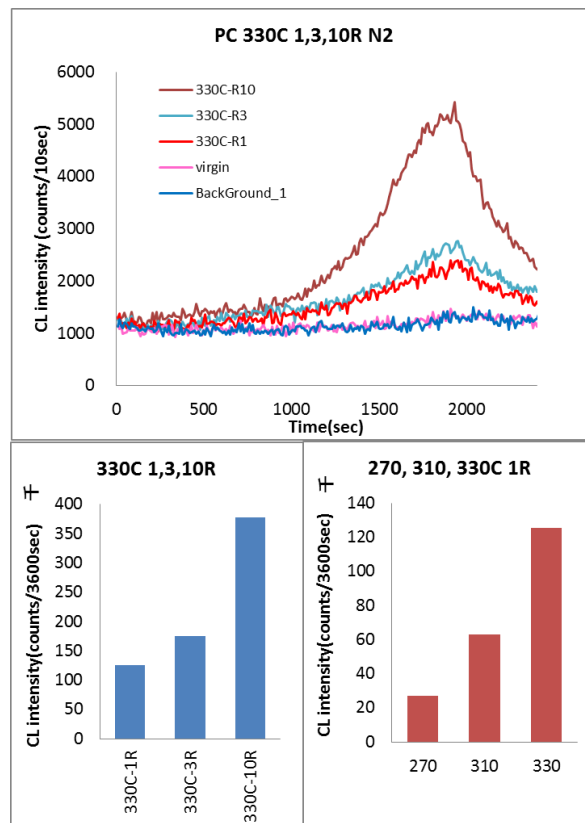 PC 330C 1,3,10R N2
CL intensity (counts/10sec)
6000
5000
4000
3000
2000
1000
0
330C-R10
330C-R3
330C-R1
virgin
BackGround_1
0 500 1000 1500 2000
Time(sec)
330C 1,3,10R
千
CL intensity(counts/3600sec)
400
350
300
250
200
150
100
50
0
330C-1R
330C-3R
330C-10R
270, 310, 330C 1R
千
CL intensity(counts/3600sec)
140
120
100
80
60
40
20
0
270 310 330